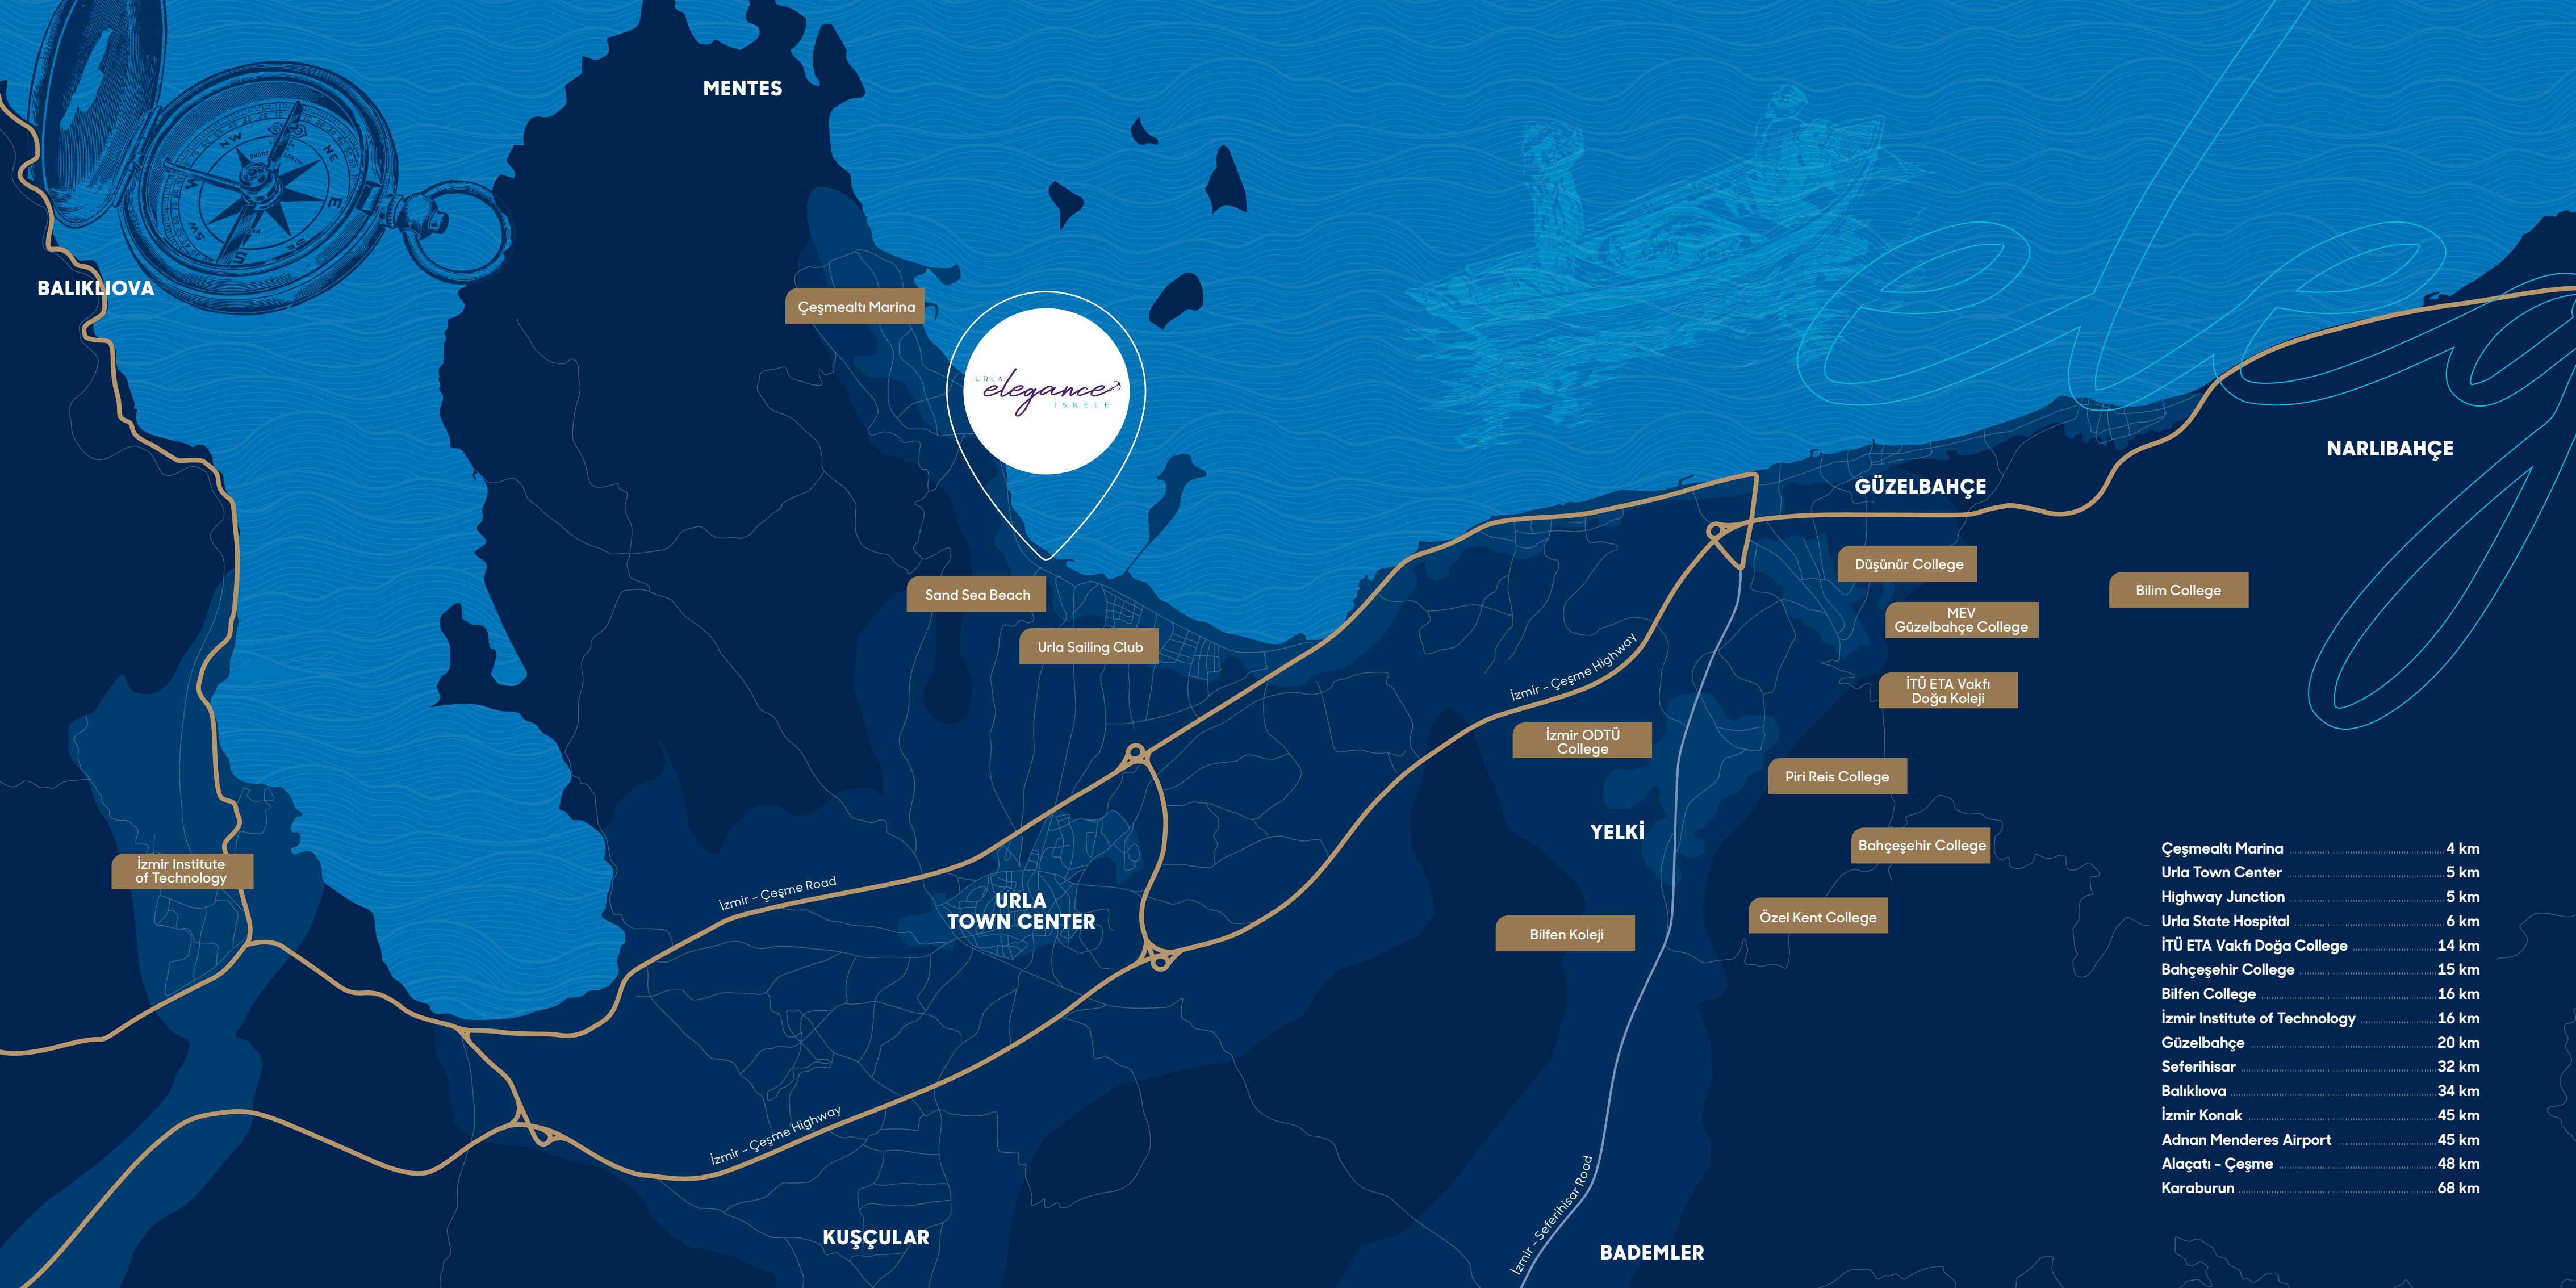 MENTES
NW
NE
W
E
SW
SE
S
BALIKLIOVA
Çeşmealtı Marina
URLA
elegance
İSKELE
eleg
NARLIBAHÇE
GÜZELBAHÇE
Düşünür College
Bilim College
Sand Sea Beach
MEV
Güzelbahçe College
Urla Sailing Club
İzmir - Çeşme Highway
İTÜ ETA Vakfı
Doğa Koleji
İzmir ODTÜ
College
Piri Reis College
YELKİ
Bahçeşehir College
İzmir Institute
of Technology
İzmir - Çeşme Road
URLA
TOWN CENTER
Özel Kent College
Bilfen Koleji
İzmir - Çeşme Highway
İzmir - Seferihisar Road
KUŞÇULAR
BADEMLER
Çeşmealtı Marina 4 km
Urla Town Center 5 km
Highway Junction 5 km
Urla State Hospital 6 km
İTÜ ETA Vakfı Doğa College 14 km
Bahçeşehir College 15 km
Bilfen College 16 km
İzmir Institute of Technology 16 km
Güzelbahçe 20 km
Seferihisar 32 km
Balıklıova 34 km
İzmir Konak 45 km
Adnan Menderes Airport 45 km
Alaçatı - Çeşme 48 km
Karaburun 68 km